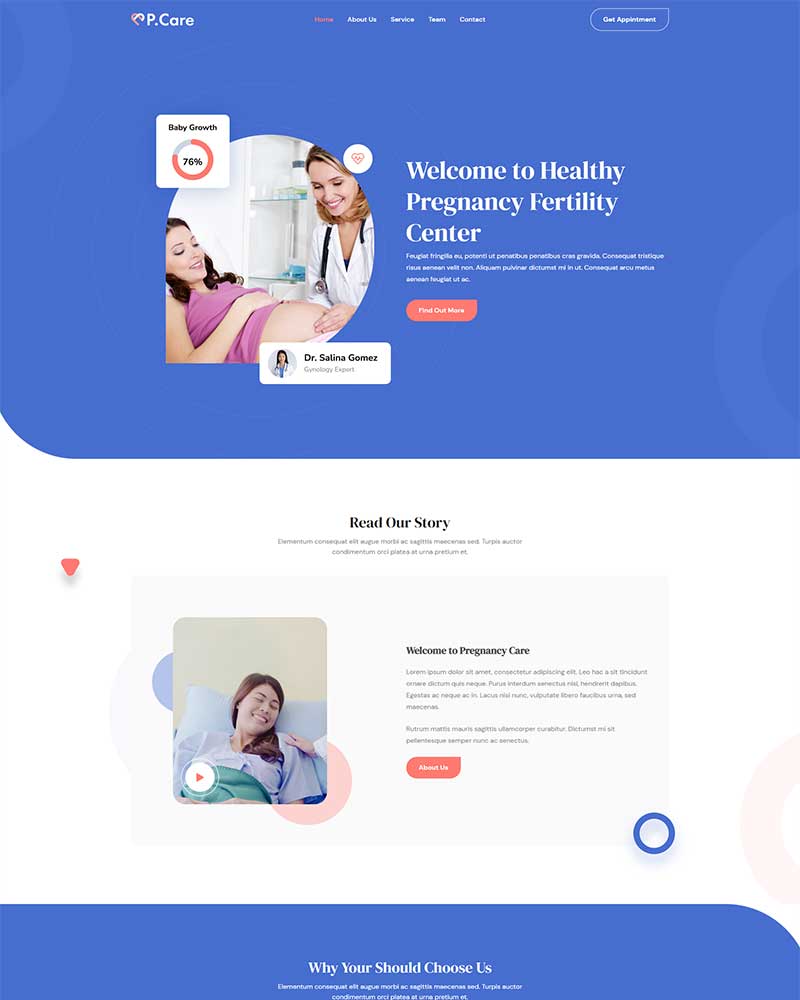 P.Care
Home About Us Service Team Contact
Get Appintment
Baby Growth
76%
Welcome to Healthy
Pregnancy Fertility
Center
Feugiat fringilla eu, potenti ut penatibus penatibus cras gravida. Consequat tristique
risus aenean velit non. Aliquam pulvinar dictumst mi in ut. Consequat arcu metus
aenean feugiat ut ac.
Find Out More
Dr. Salina Gomez
Gynology Expert
Read Our Story
Elementum consequat elit augue morbi ac sagittis maecenas sed. Turpis auctor
condimentum orci platea at urna pretium et.
Welcome to Pregnancy Care
Lorem ipsum dolor sit amet, consectetur adipiscing elit. Leo hac a sit tincidunt
ornare dictum quis neque. Purus interdum senectus nisl, hendrerit dapibus.
Egestas ac neque ac in. Lacus nisi nunc, vulputate libero faucibus urna, sed
maecenas.
Rutrum mattis mauris sagittis ullamcorper curabitur. Dictumst mi sit
pellentesque semper nunc ac senectus.
About Us
Why Your Should Choose Us
Elementum consequat elit augue morbi ac sagittis maecenas sed. Turpis auctor
condimentum orci platea at urna pretium et.